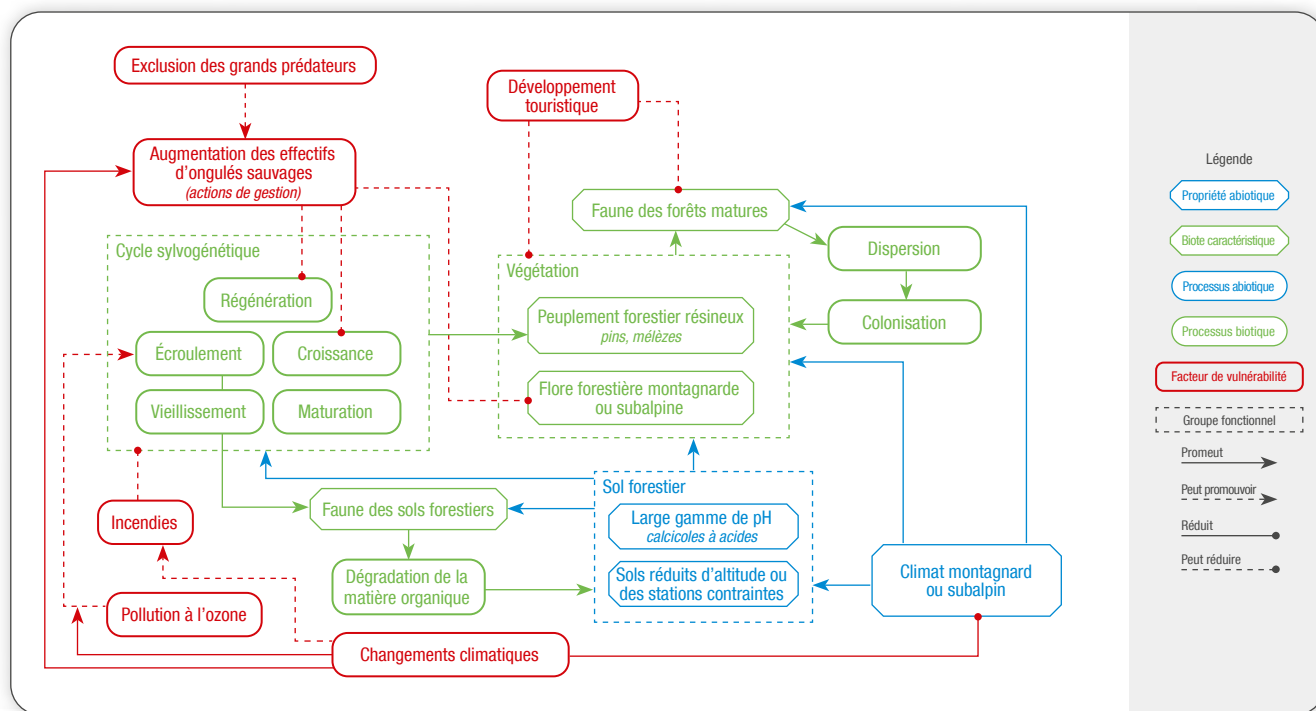 Exclusion des grands prédateurs
Augmentation des effectifs
d'ongulés sauvages
(actions de gestion)
Développement
touristique
Faune des forêts matures
Dispersion
Colonisation
Cycle sylvogénétique
Régénération
Écroulement
Croissance
Vieillissement
Maturation
Végétation
Peuplement forestier résineux
pins, mélèzes
Flore forestière montagnarde
ou subalpine
Incendies
Faune des sols forestiers
Dégradation de la
matière organique
Sol forestier
Large gamme de pH
calcicoles à acides
Sols réduits d'altitude ou
des stations contraintes
Climat montagnard
ou subalpin
Pollution à l'ozone
Changements climatiques
Légende
Propriété abiotique
Biote caractéristique
Processus abiotique
Processus biotique
Facteur de vulnérabilité
Groupe fonctionnel
Promeut
Peut promouvoir
Réduit
Peut réduire